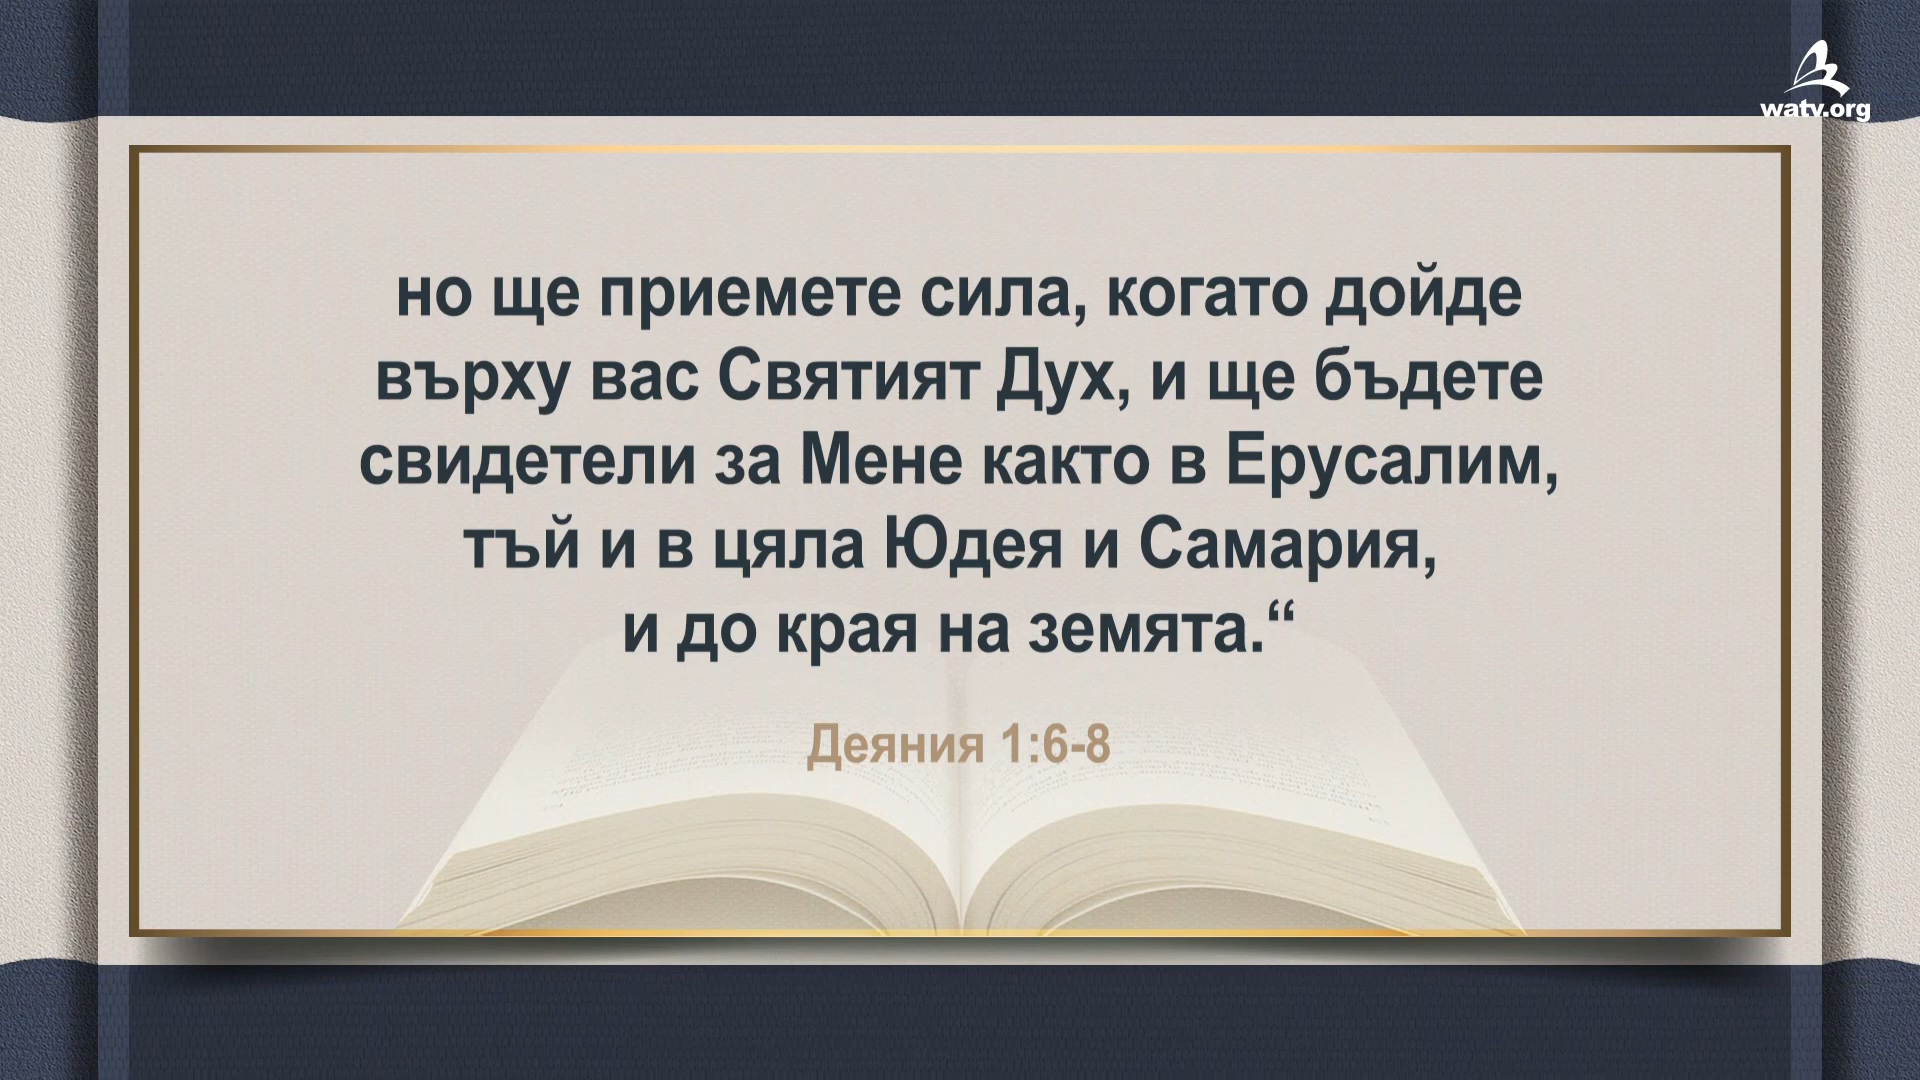 watv.org
но ще приемете сила, когато дойде
върху вас Святият Дух, и ще бъдете
свидетели за Мене както в Ерусалим,
тъй и в цяла Юдея и Самария,
и до края на земята.“
Деяния 1:6-8